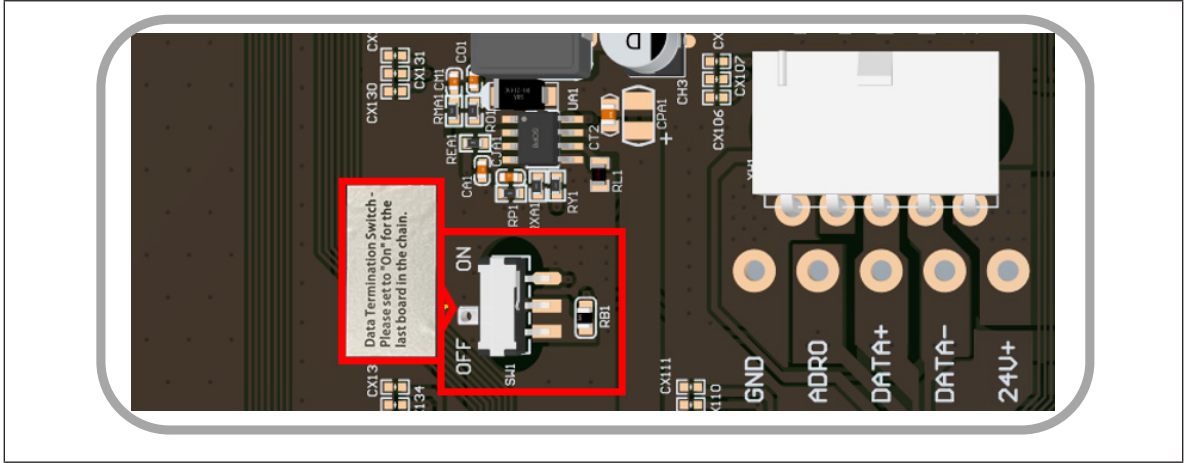 CX131
CX130
CM1
CO1
RMA1
UA1
REA1
CJA1
CA1
CT2
CPA1
+
CH3
CX107
CX106
RL1
RY1
RP1
Data Termination Switch -
Please set to "On" for the
last board in the chain.
ON
OFF
SW1
RB1
CX111
GND
ADRO
DATA+
DATA-
24V+